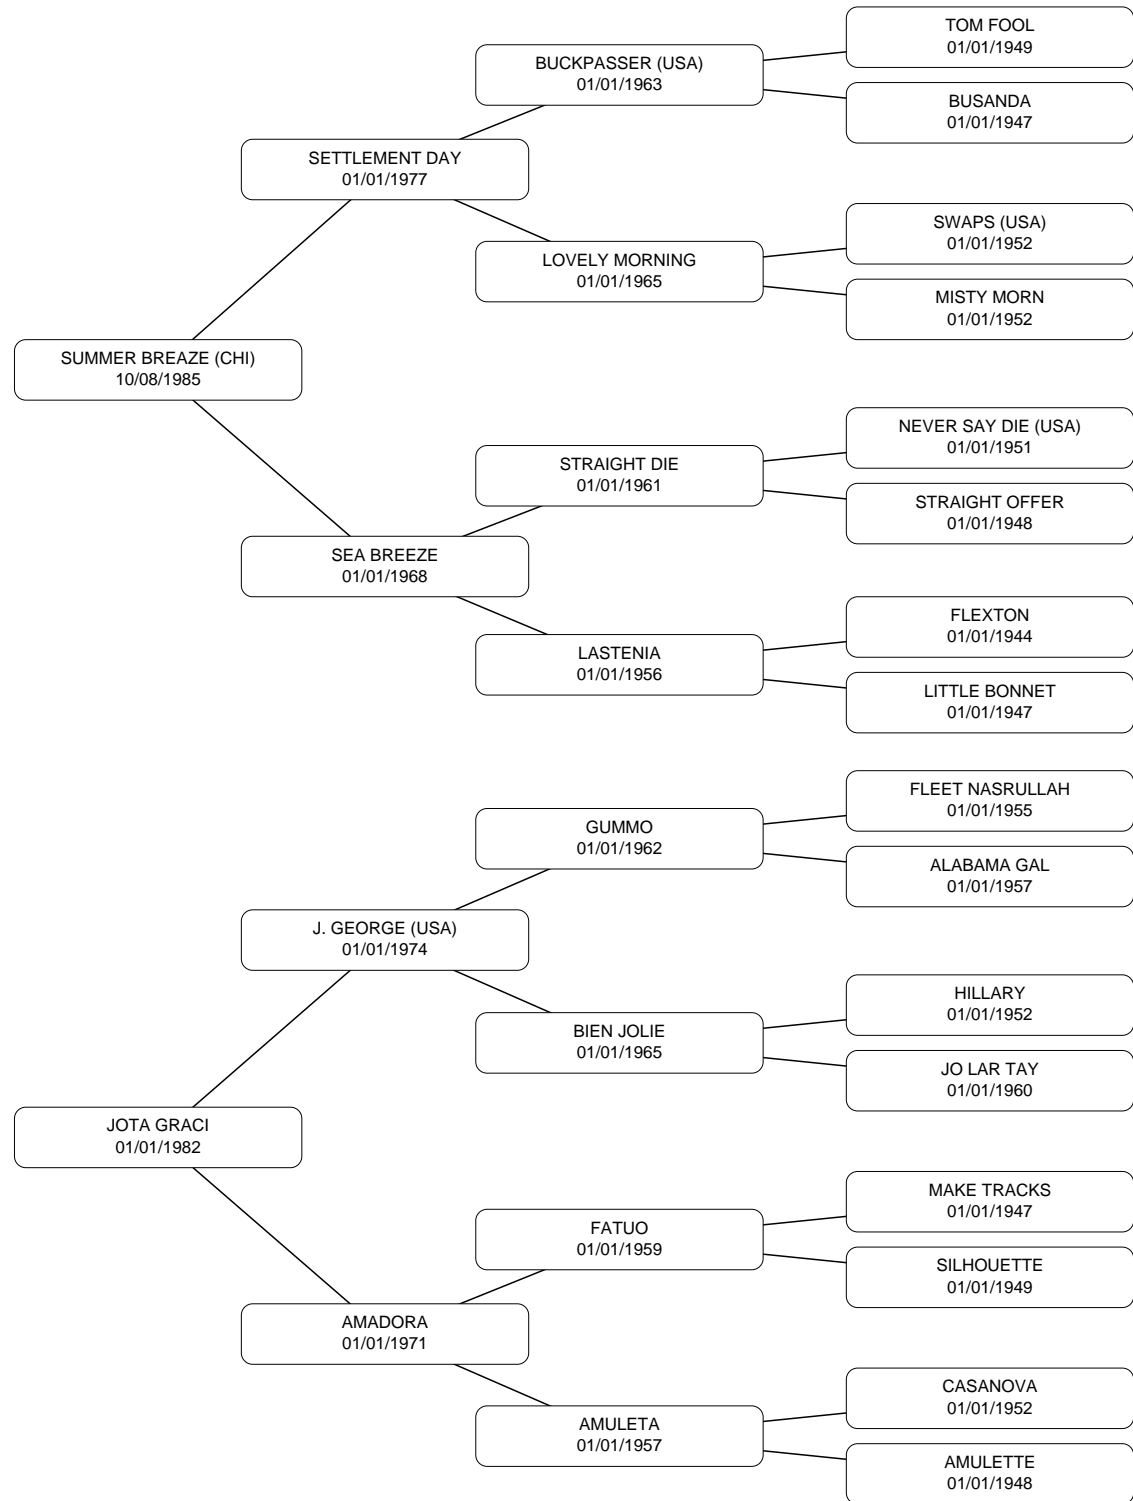 TOM FOOL
01/01/1949
BUCKPASSER (USA)
01/01/1963
BUSANDA
01/01/1947
SETTLEMENT DAY
01/01/1977
SWAPS (USA)
01/01/1952
LOVELY MORNING
01/01/1965
MISTY MORN
01/01/1952
SUMMER BREAZE (CHI)
10/08/1985
NEVER SAY DIE (USA)
01/01/1951
STRAIGHT DIE
01/01/1961
STRAIGHT OFFER
01/01/1948
SEA BREEZE
01/01/1968
FLEXTON
01/01/1944
LASTENIA
01/01/1956
LITTLE BONNET
01/01/1947
FLEET NASRULLAH
01/01/1955
GUMMO
01/01/1962
ALABAMA GAL
01/01/1957
J. GEORGE (USA)
01/01/1974
HILLARY
01/01/1952
BIEN JOLIE
01/01/1965
JO LAR TAY
01/01/1960
JOTA GRACI
01/01/1982
MAKE TRACKS
01/01/1947
FATUO
01/01/1959
SILHOUETTE
01/01/1949
AMADORA
01/01/1971
CASANOVA
01/01/1952
AMULETA
01/01/1957
AMULETTE
01/01/1948